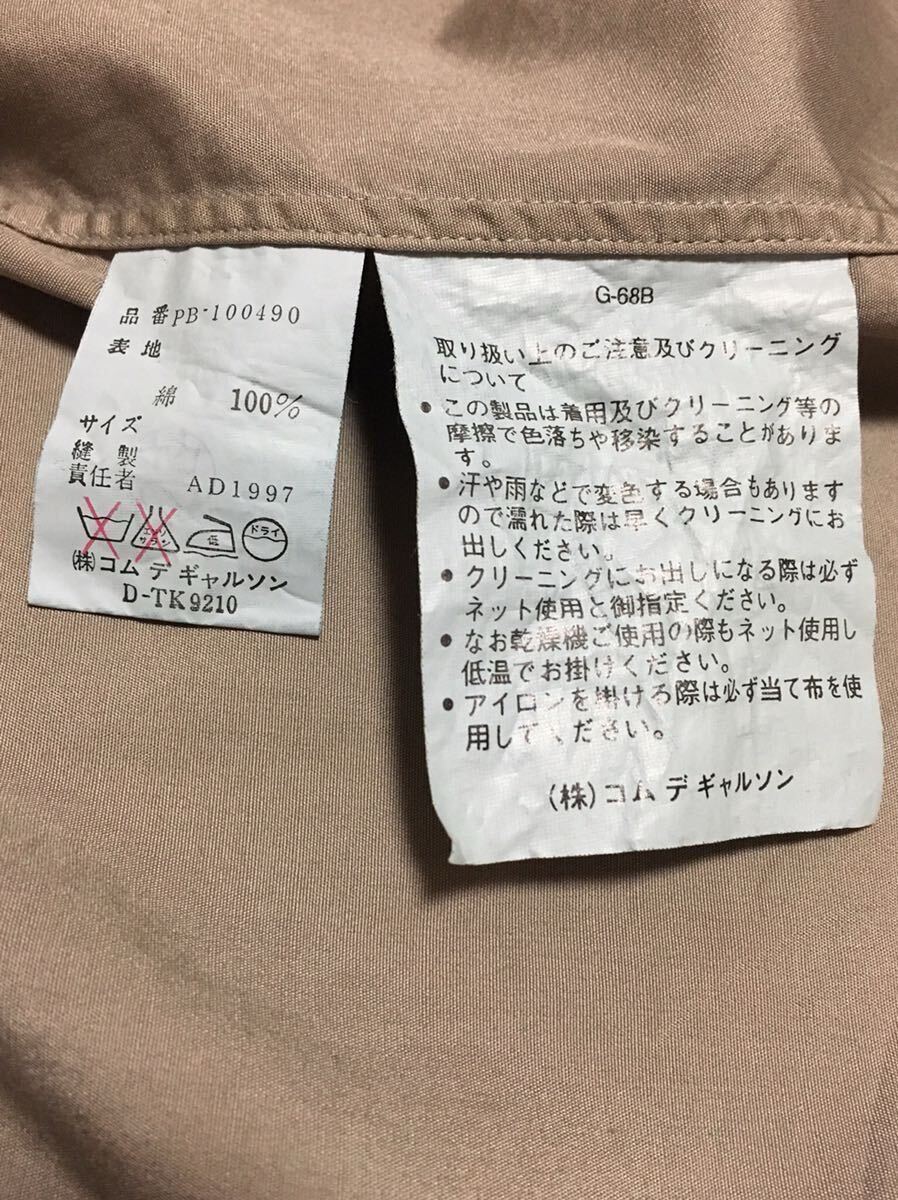 品番PB-100490
表地
綿 100%
サイズ
縫製
責任者 AD1997
低 ドライ
(株)コム デ ギャルソン
D-TK9210
G-68B
取り扱い上のご注意及びクリーニング
について
● この製品は着用及びクリーニング等の
摩擦で色落ちや移染することがありま
す。
● 汗や雨などで変色する場合もあります
ので濡れた際は早くクリーニングにお
出しください。
● クリーニングにお出しになる際は必ず
ネット使用と御指定ください。
● なお乾燥機ご使用の際もネット使用し
低温でお掛けください。
● アイロンを掛ける際は必ず当て布を使
用してください。
(株)コム デ ギャルソン